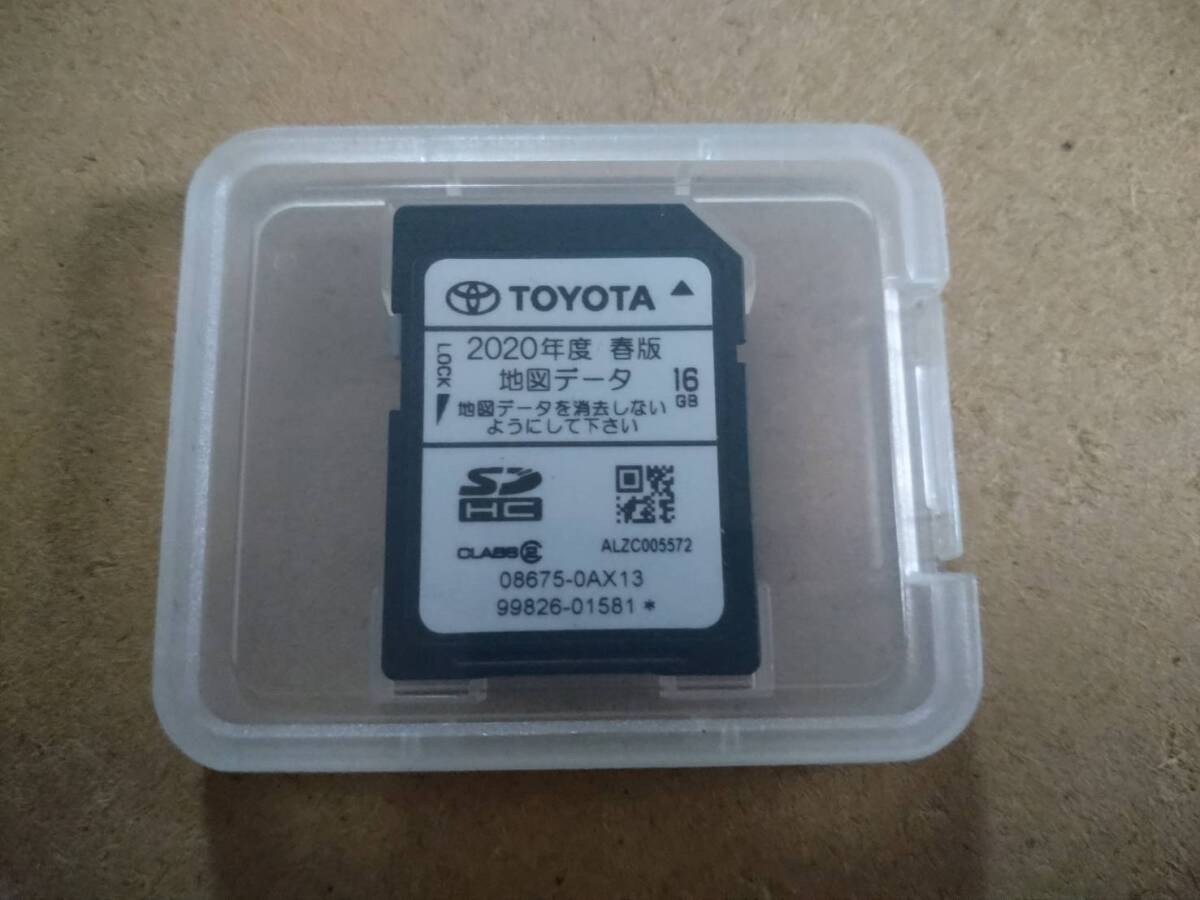 TOYOTA
LOCK
2020年度 春版
地図データ
16
GB
地図データを消去しない
ようにして下さい
SD
HC
CLASS2
ALZC005572
08675-0AX13
99826-01581 *